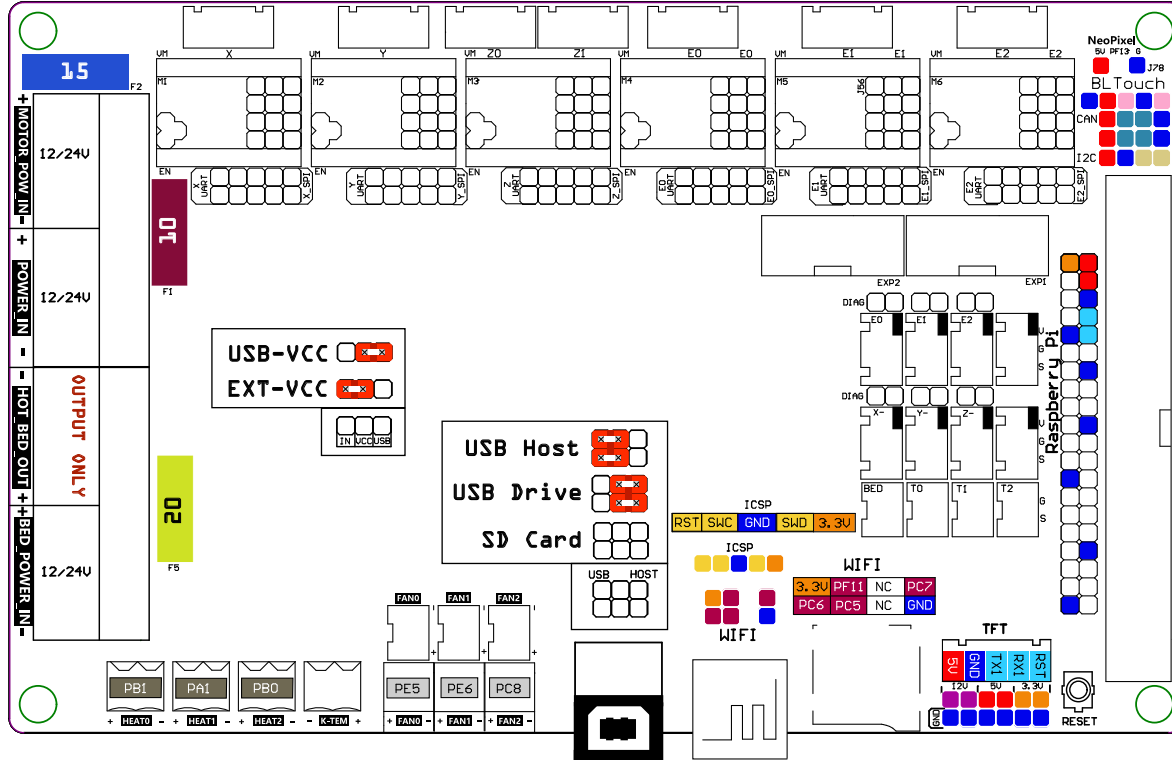 X
Y
Z0
Z1
E0
E0
E1
E1
E2
E2
VM
VM
VM
VM
VM
VM
M1
M2
M3
M4
M5
M6
J56
EN
EN
EN
EN
EN
EN
X
UART
X_SPI
Y
UART
Y_SPI
Z
UART
Z_SPI
E0
UART
E0_SPI
E1
UART
E1_SPI
E2
UART
E2_SPI
NeoPixel
5V PF13 G
J78
BLTouch
CAN
I2C
15
F2
+ MOTOR_POW_IN -
12/24V
10
F1
+ POWER_IN -
12/24V
- HOT_BED_OUT +
OUTPUT ONLY
20
F5
+ BED_POWER_IN -
12/24V
USB-VCC
EXT-VCC
IN VCC USB
USB Host
USB Drive
SD Card
USB HOST
EXP2
EXP1
DIAG
E0
E1
E2
V
G
S
DIAG
X-
Y-
Z-
V
G
S
BED
T0
T1
T2
G
S
Raspberry Pi
ICSP
RST SWC GND SWD 3.3V
ICSP
WIFI
3.3V PF11 NC PC7
PC6 PC5 NC GND
WIFI
TFT
5V GND TX1 RX1 RST
12V 5V 3.3V
GND
RESET
FAN0
FAN1
FAN2
+
+
+
PB1
PA1
PB0
PE5
PE6
PC8
+ HEAT0 -
+ HEAT1 -
+ HEAT2 -
- K-TEM +
+ FAN0 -
+ FAN1 -
+ FAN2 -